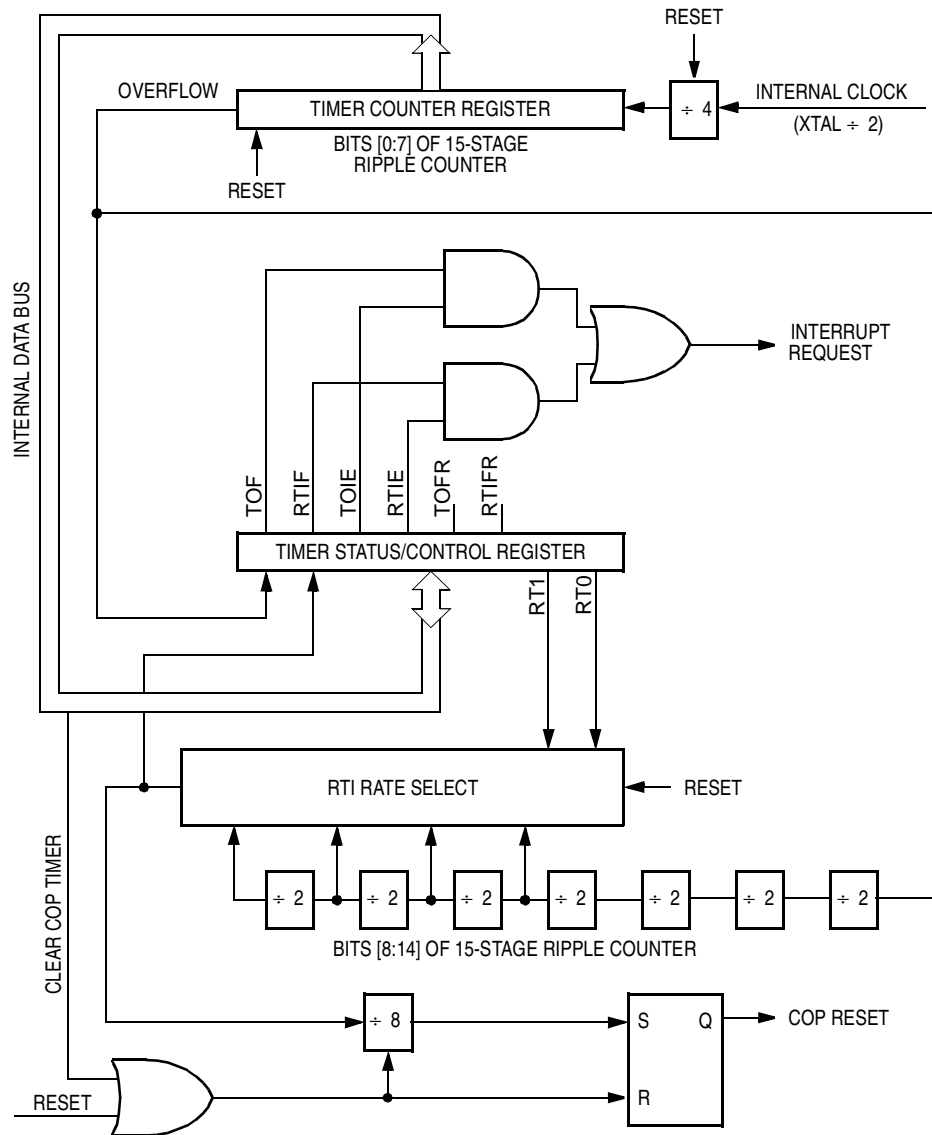 RESET
OVERFLOW
TIMER COUNTER REGISTER
÷ 4
INTERNAL CLOCK
(XTAL ÷ 2)
BITS [0:7] OF 15-STAGE
RIPPLE COUNTER
RESET
INTERNAL DATA BUS
INTERRUPT
REQUEST
TOF
RTIF
TOIE
RTIE
TOFR
RTIFR
TIMER STATUS/CONTROL REGISTER
RT1
RT0
RTI RATE SELECT
RESET
CLEAR COP TIMER
÷ 2
÷ 2
÷ 2
÷ 2
÷ 2
÷ 2
÷ 2
BITS [8:14] OF 15-STAGE RIPPLE COUNTER
÷ 8
S
Q
COP RESET
RESET
R